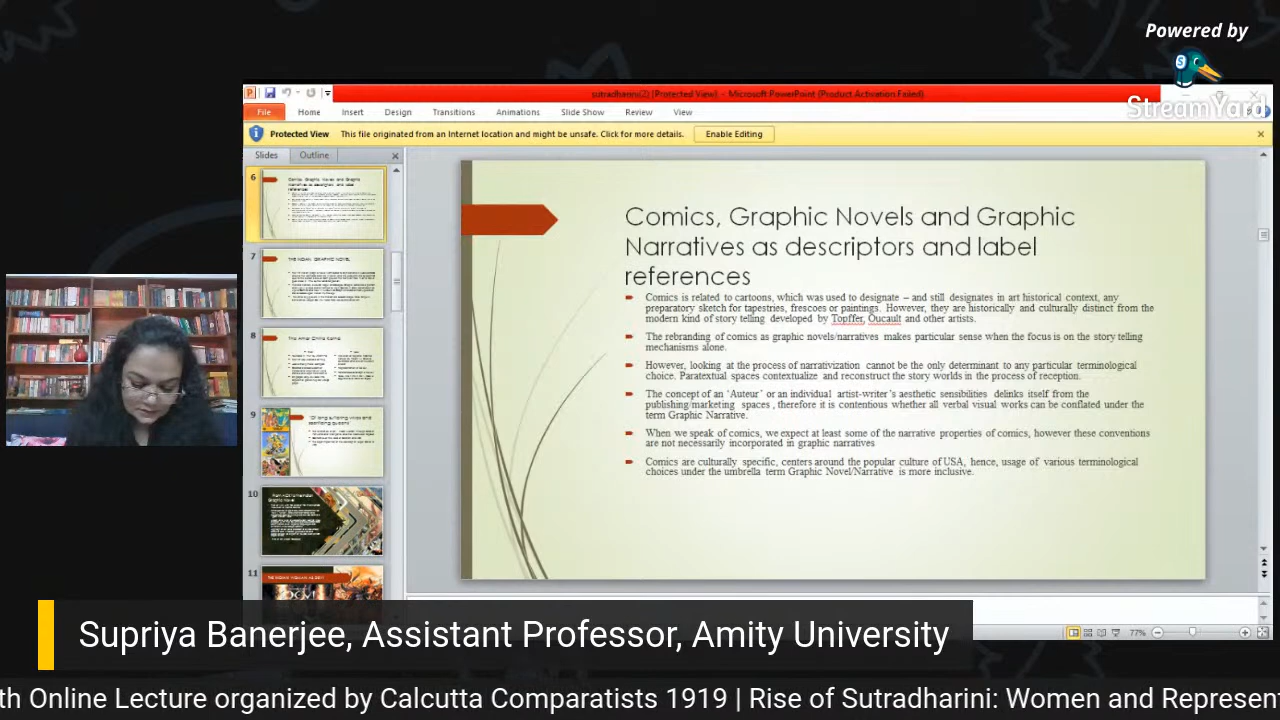 Powered by
StreamYard
sutradharini(2) [Protected View] - Microsoft PowerPoint (Product Activation Failed)
File Home Insert Design Transitions Animations Slide Show Review View
Protected View This file originated from an Internet location and might be unsafe. Click for more details. Enable Editing
Slides Outline
6
7
THE INDIAN GRAPHIC NOVEL
8
The Amar Chitra Katha
9
10
11
Comics, Graphic Novels and Graphic
Narratives as descriptors and label
references
Comics is related to cartoons, which was used to designate – and still designates in art historical context, any
preparatory sketch for tapestries, frescoes or paintings. However, they are historically and culturally distinct from the
modern kind of story telling developed by Topffer, Oucault and other artists.
The rebranding of comics as graphic novels/narratives makes particular sense when the focus is on the story telling
mechanisms alone.
However, looking at the process of narrativization cannot be the only determinant to any particular terminological
choice. Paratextual spaces contextualize and reconstruct the story worlds in the process of reception.
The concept of an 'Auteur' or an individual artist-writer's aesthetic sensibilities delinks itself from the
publishing/marketing spaces , therefore it is contentious whether all verbal visual works can be conflated under the
term Graphic Narrative.
When we speak of comics, we expect at least some of the narrative properties of comics, however these conventions
are not necessarily incorporated in graphic narratives
Comics are culturally specific, centers around the popular culture of USA, hence, usage of various terminological
choices under the umbrella term Graphic Novel/Narrative is more inclusive.
77%
Supriya Banerjee, Assistant Professor, Amity University
th Online Lecture organized by Calcutta Comparatists 1919 | Rise of Sutradharini: Women and Represen